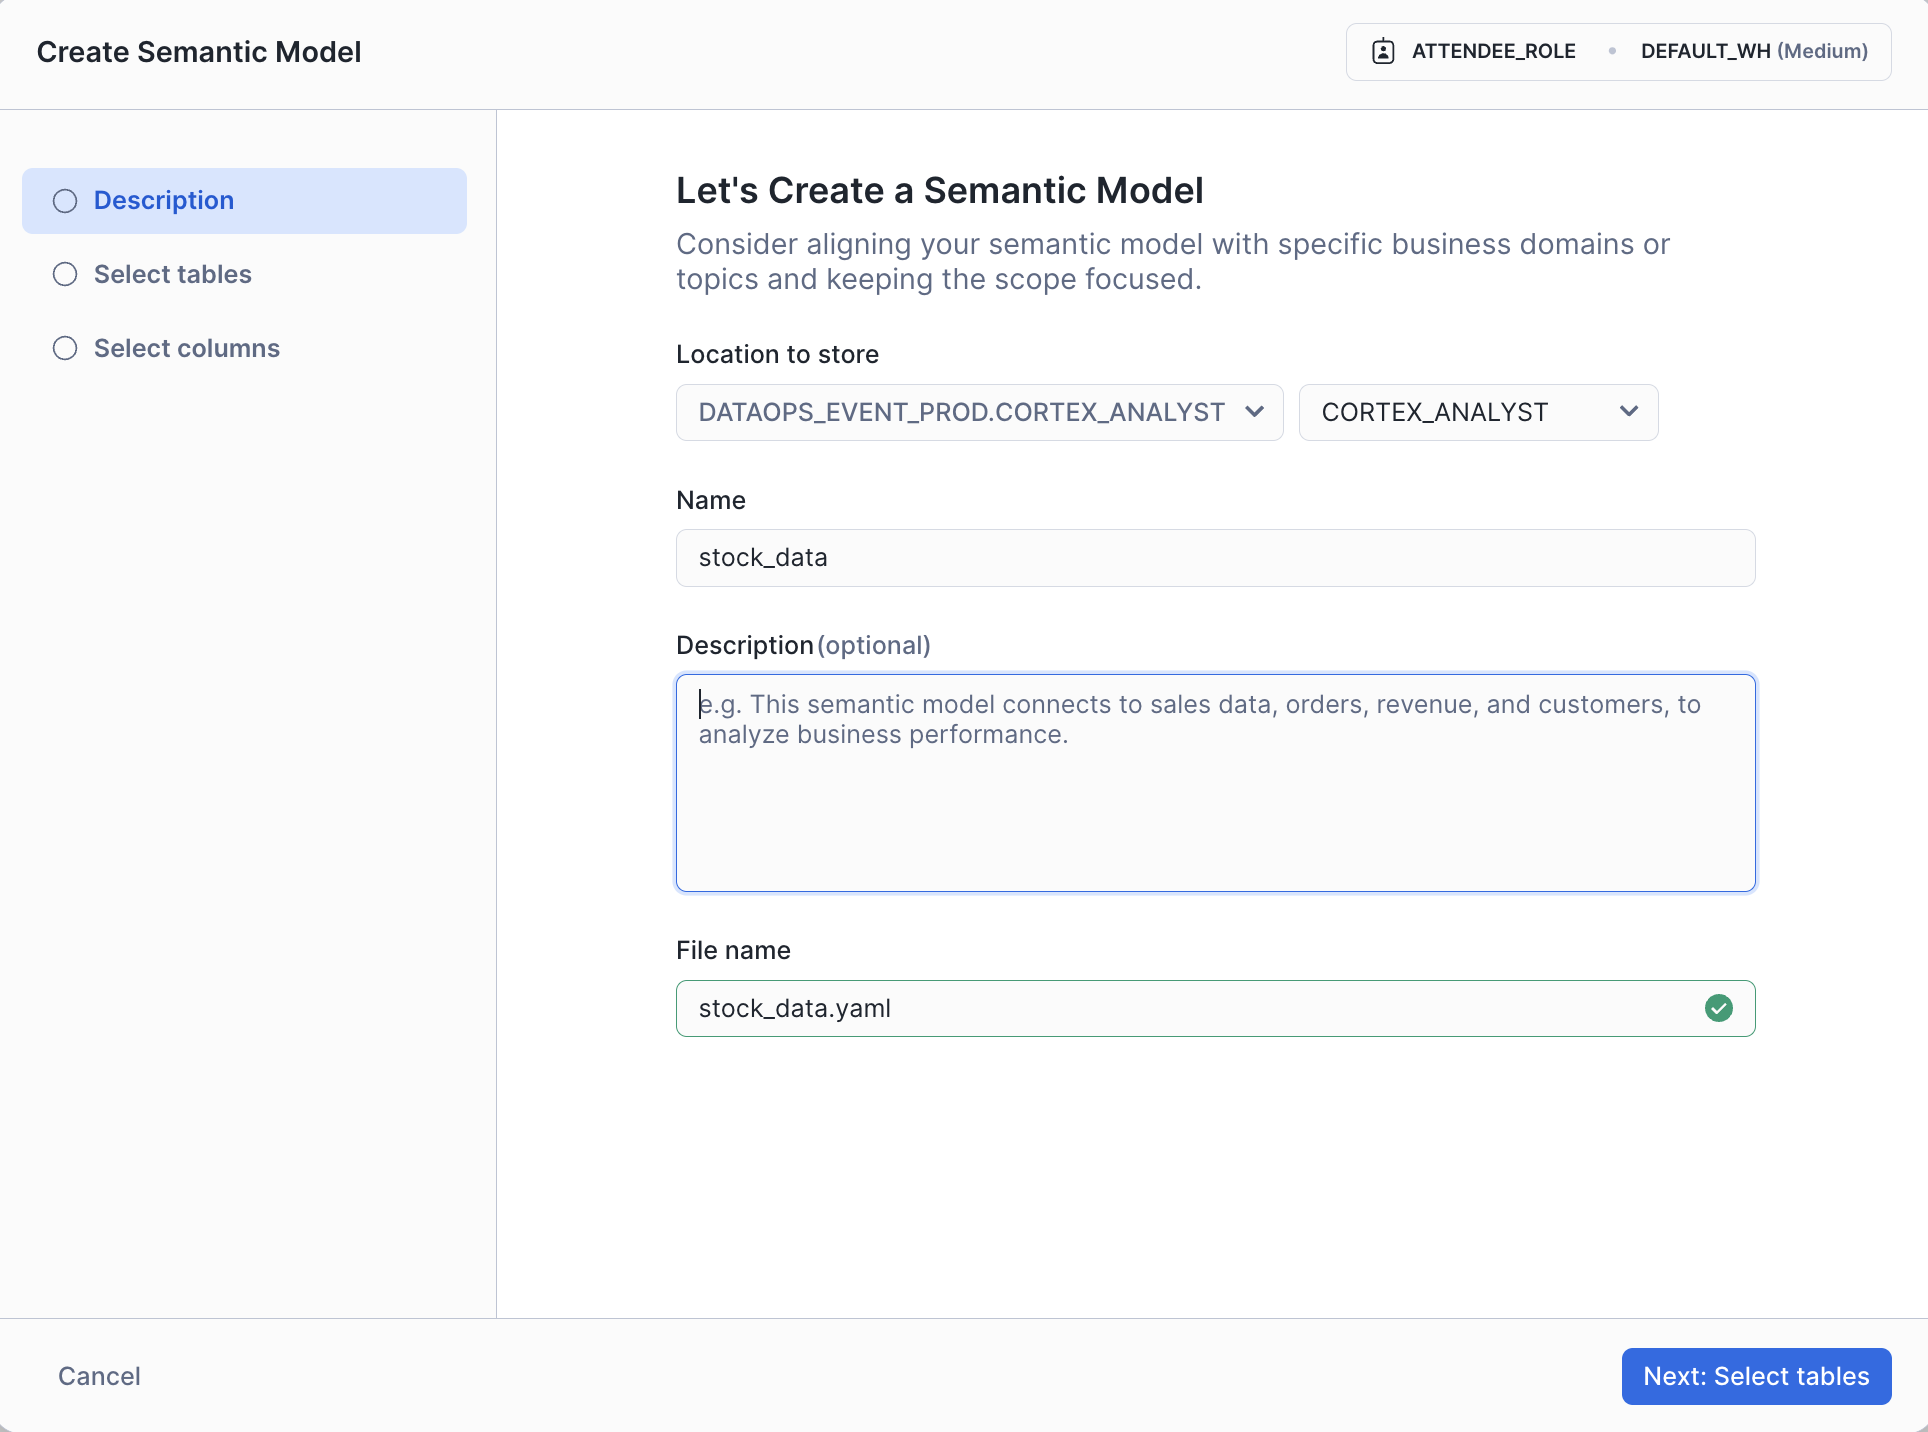 Create Semantic Model
ATTENDEE_ROLE • DEFAULT_WH (Medium)
Description
Select tables
Select columns
Let's Create a Semantic Model
Consider aligning your semantic model with specific business domains or
topics and keeping the scope focused.
Location to store
DATAOPS_EVENT_PROD.CORTEX_ANALYST
CORTEX_ANALYST
Name
stock_data
Description(optional)
e.g. This semantic model connects to sales data, orders, revenue, and customers, to
analyze business performance.
File name
stock_data.yaml
Cancel
Next: Select tables